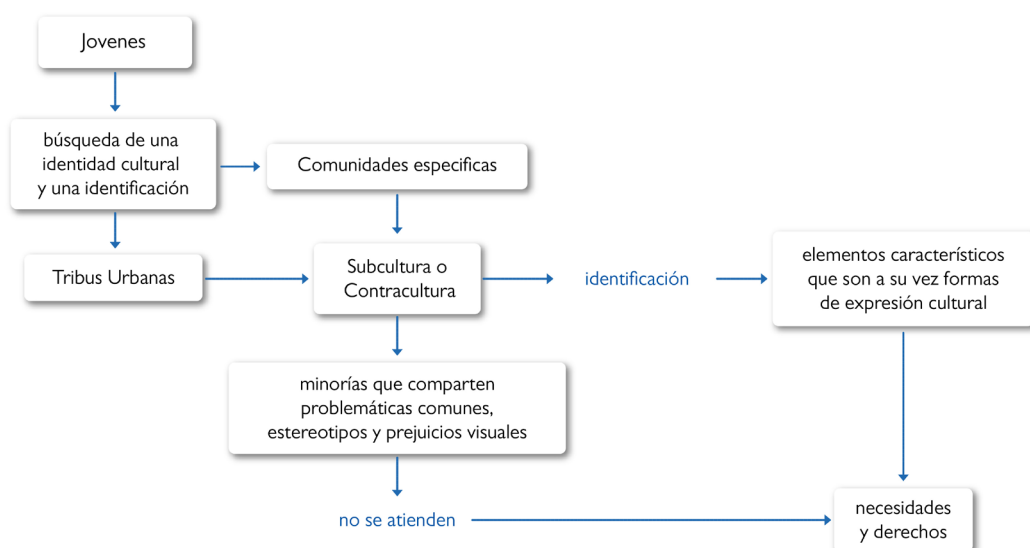 Jovenes
búsqueda de una
identidad cultural
y una identificación
Comunidades especificas
Tribus Urbanas
Subcultura o
Contracultura
identificación
elementos característicos
que son a su vez formas
de expresión cultural
minorías que comparten
problemáticas comunes,
estereotipos y prejuicios visuales
no se atienden
necesidades
y derechos